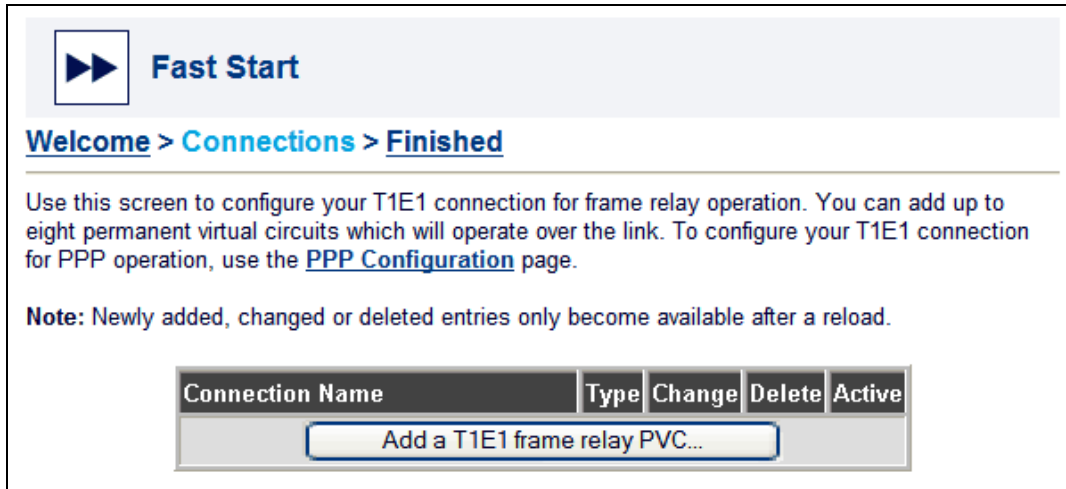 Fast Start
Welcome > Connections > Finished
Use this screen to configure your T1E1 connection for frame relay operation. You can add up to
eight permanent virtual circuits which will operate over the link. To configure your T1E1 connection
for PPP operation, use the PPP Configuration page.
Note: Newly added, changed or deleted entries only become available after a reload.
Connection Name Type Change Delete Active
Add a T1E1 frame relay PVC...